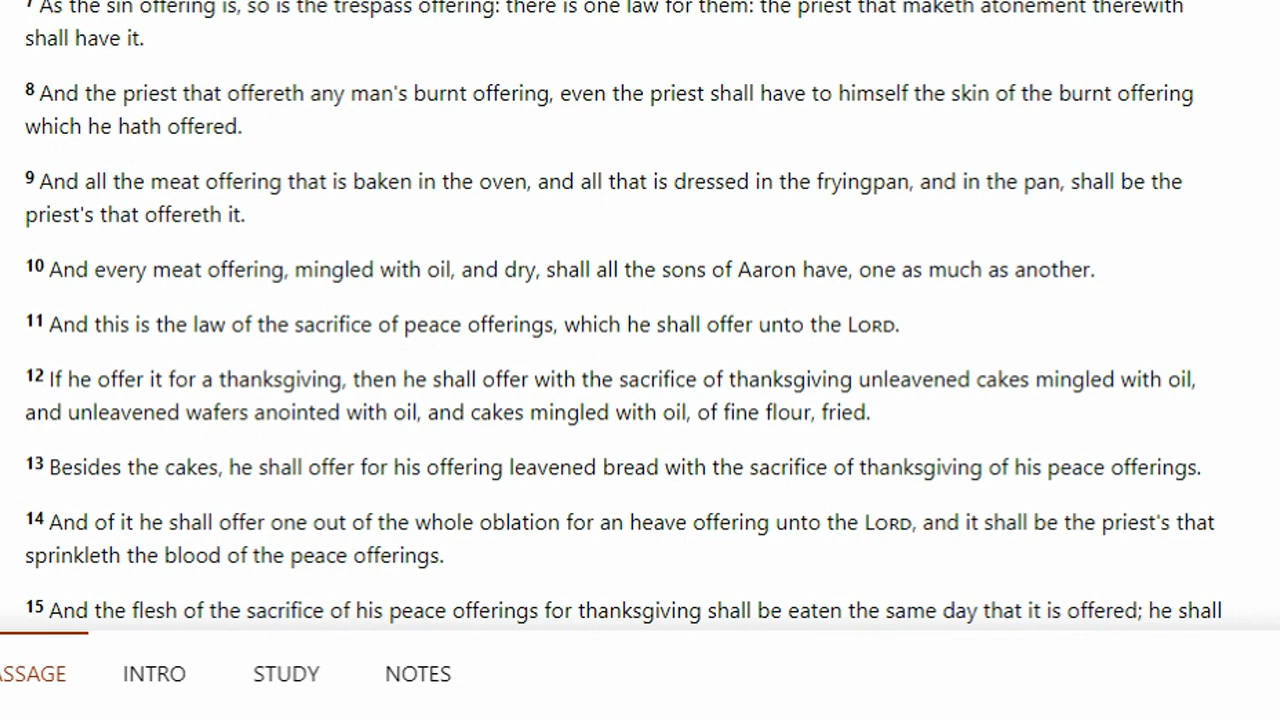 7 As the sin offering is, so is the trespass offering: there is one law for them: the priest that maketh atonement therewith
shall have it.
8 And the priest that offereth any man's burnt offering, even the priest shall have to himself the skin of the burnt offering
which he hath offered.
9 And all the meat offering that is baken in the oven, and all that is dressed in the fryingpan, and in the pan, shall be the
priest's that offereth it.
10 And every meat offering, mingled with oil, and dry, shall all the sons of Aaron have, one as much as another.
11 And this is the law of the sacrifice of peace offerings, which he shall offer unto the LORD.
12 If he offer it for a thanksgiving, then he shall offer with the sacrifice of thanksgiving unleavened cakes mingled with oil,
and unleavened wafers anointed with oil, and cakes mingled with oil, of fine flour, fried.
13 Besides the cakes, he shall offer for his offering leavened bread with the sacrifice of thanksgiving of his peace offerings.
14 And of it he shall offer one out of the whole oblation for an heave offering unto the LORD, and it shall be the priest's that
sprinkleth the blood of the peace offerings.
15 And the flesh of the sacrifice of his peace offerings for thanksgiving shall be eaten the same day that it is offered; he shall
ASSAGE INTRO STUDY NOTES